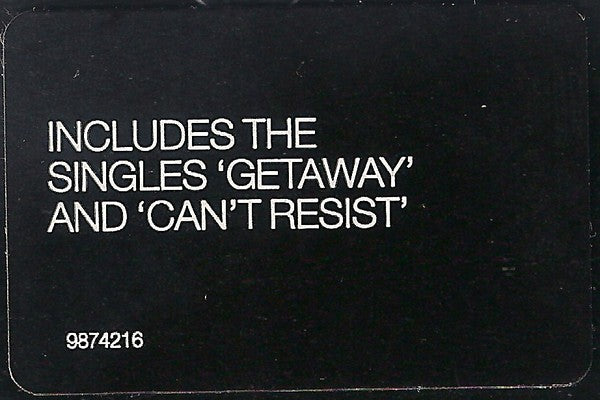 INCLUDES THE
SINGLES ‘GETAWAY’
AND ‘CAN’T RESIST’
9874216